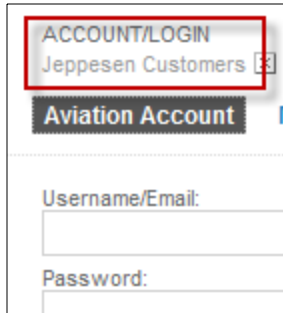 ACCOUNT/LOGIN
Jeppesen Customers
Aviation Account
Username/Email:
Password: